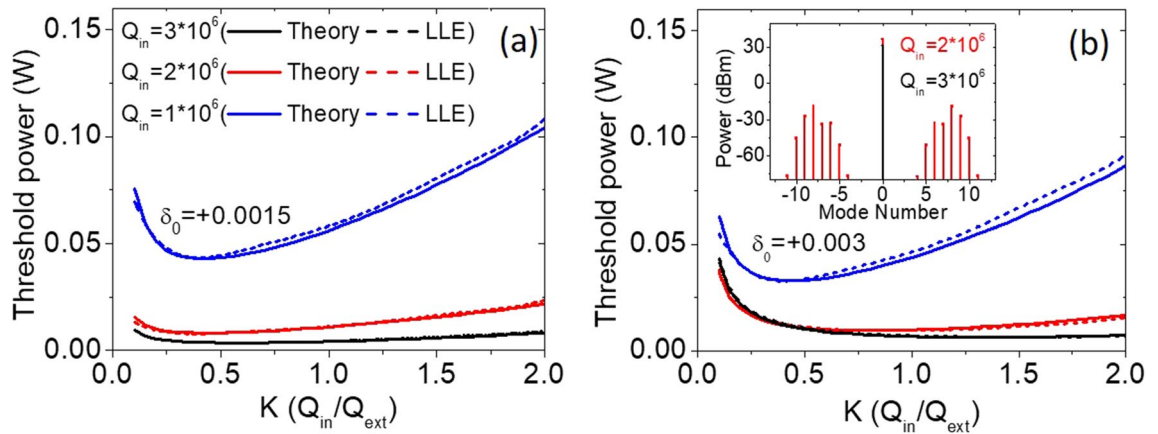 0.15
0.10
0.05
0.00
Threshold power (W)
Q_in=3*10^6(—— Theory - - - LLE)
Q_in=2*10^6(—— Theory - - - LLE)
Q_in=1*10^6(—— Theory - - - LLE)
(a)
δ_0=+0.0015
0.0 0.5 1.0 1.5 2.0
K (Q_in/Q_ext)
0.15
0.10
0.05
0.00
Threshold power (W)
(b)
30
0
-30
-60
Power (dBm)
Q_in=2*10^6
Q_in=3*10^6
-10 -5 0 5 10
Mode Number
δ_0=+0.003
0.0 0.5 1.0 1.5 2.0
K (Q_in/Q_ext)